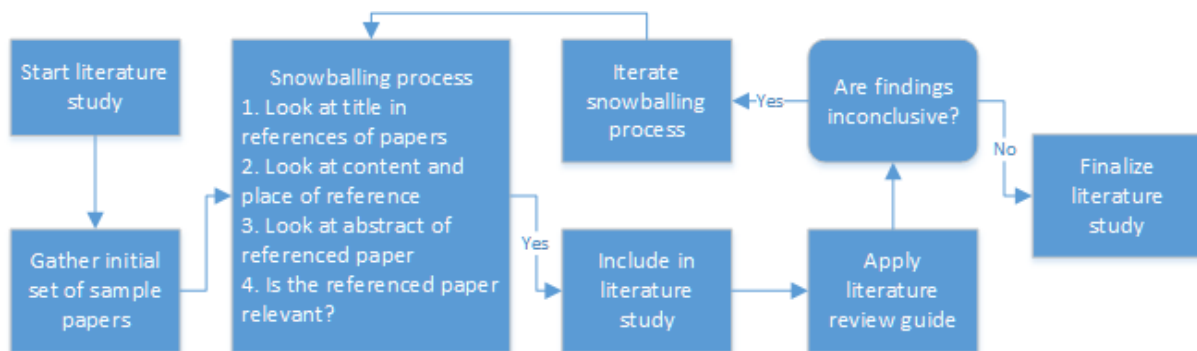 Start literature
study
Gather initial
set of sample
papers
Snowballing process
1. Look at title in
references of papers
2. Look at content and
place of reference
3. Look at abstract of
referenced paper
4. Is the referenced paper
relevant?
Yes
Include in
literature
study
Apply
literature
review guide
Are findings
inconclusive?
Yes
Iterate
snowballing
process
No
Finalize
literature
study